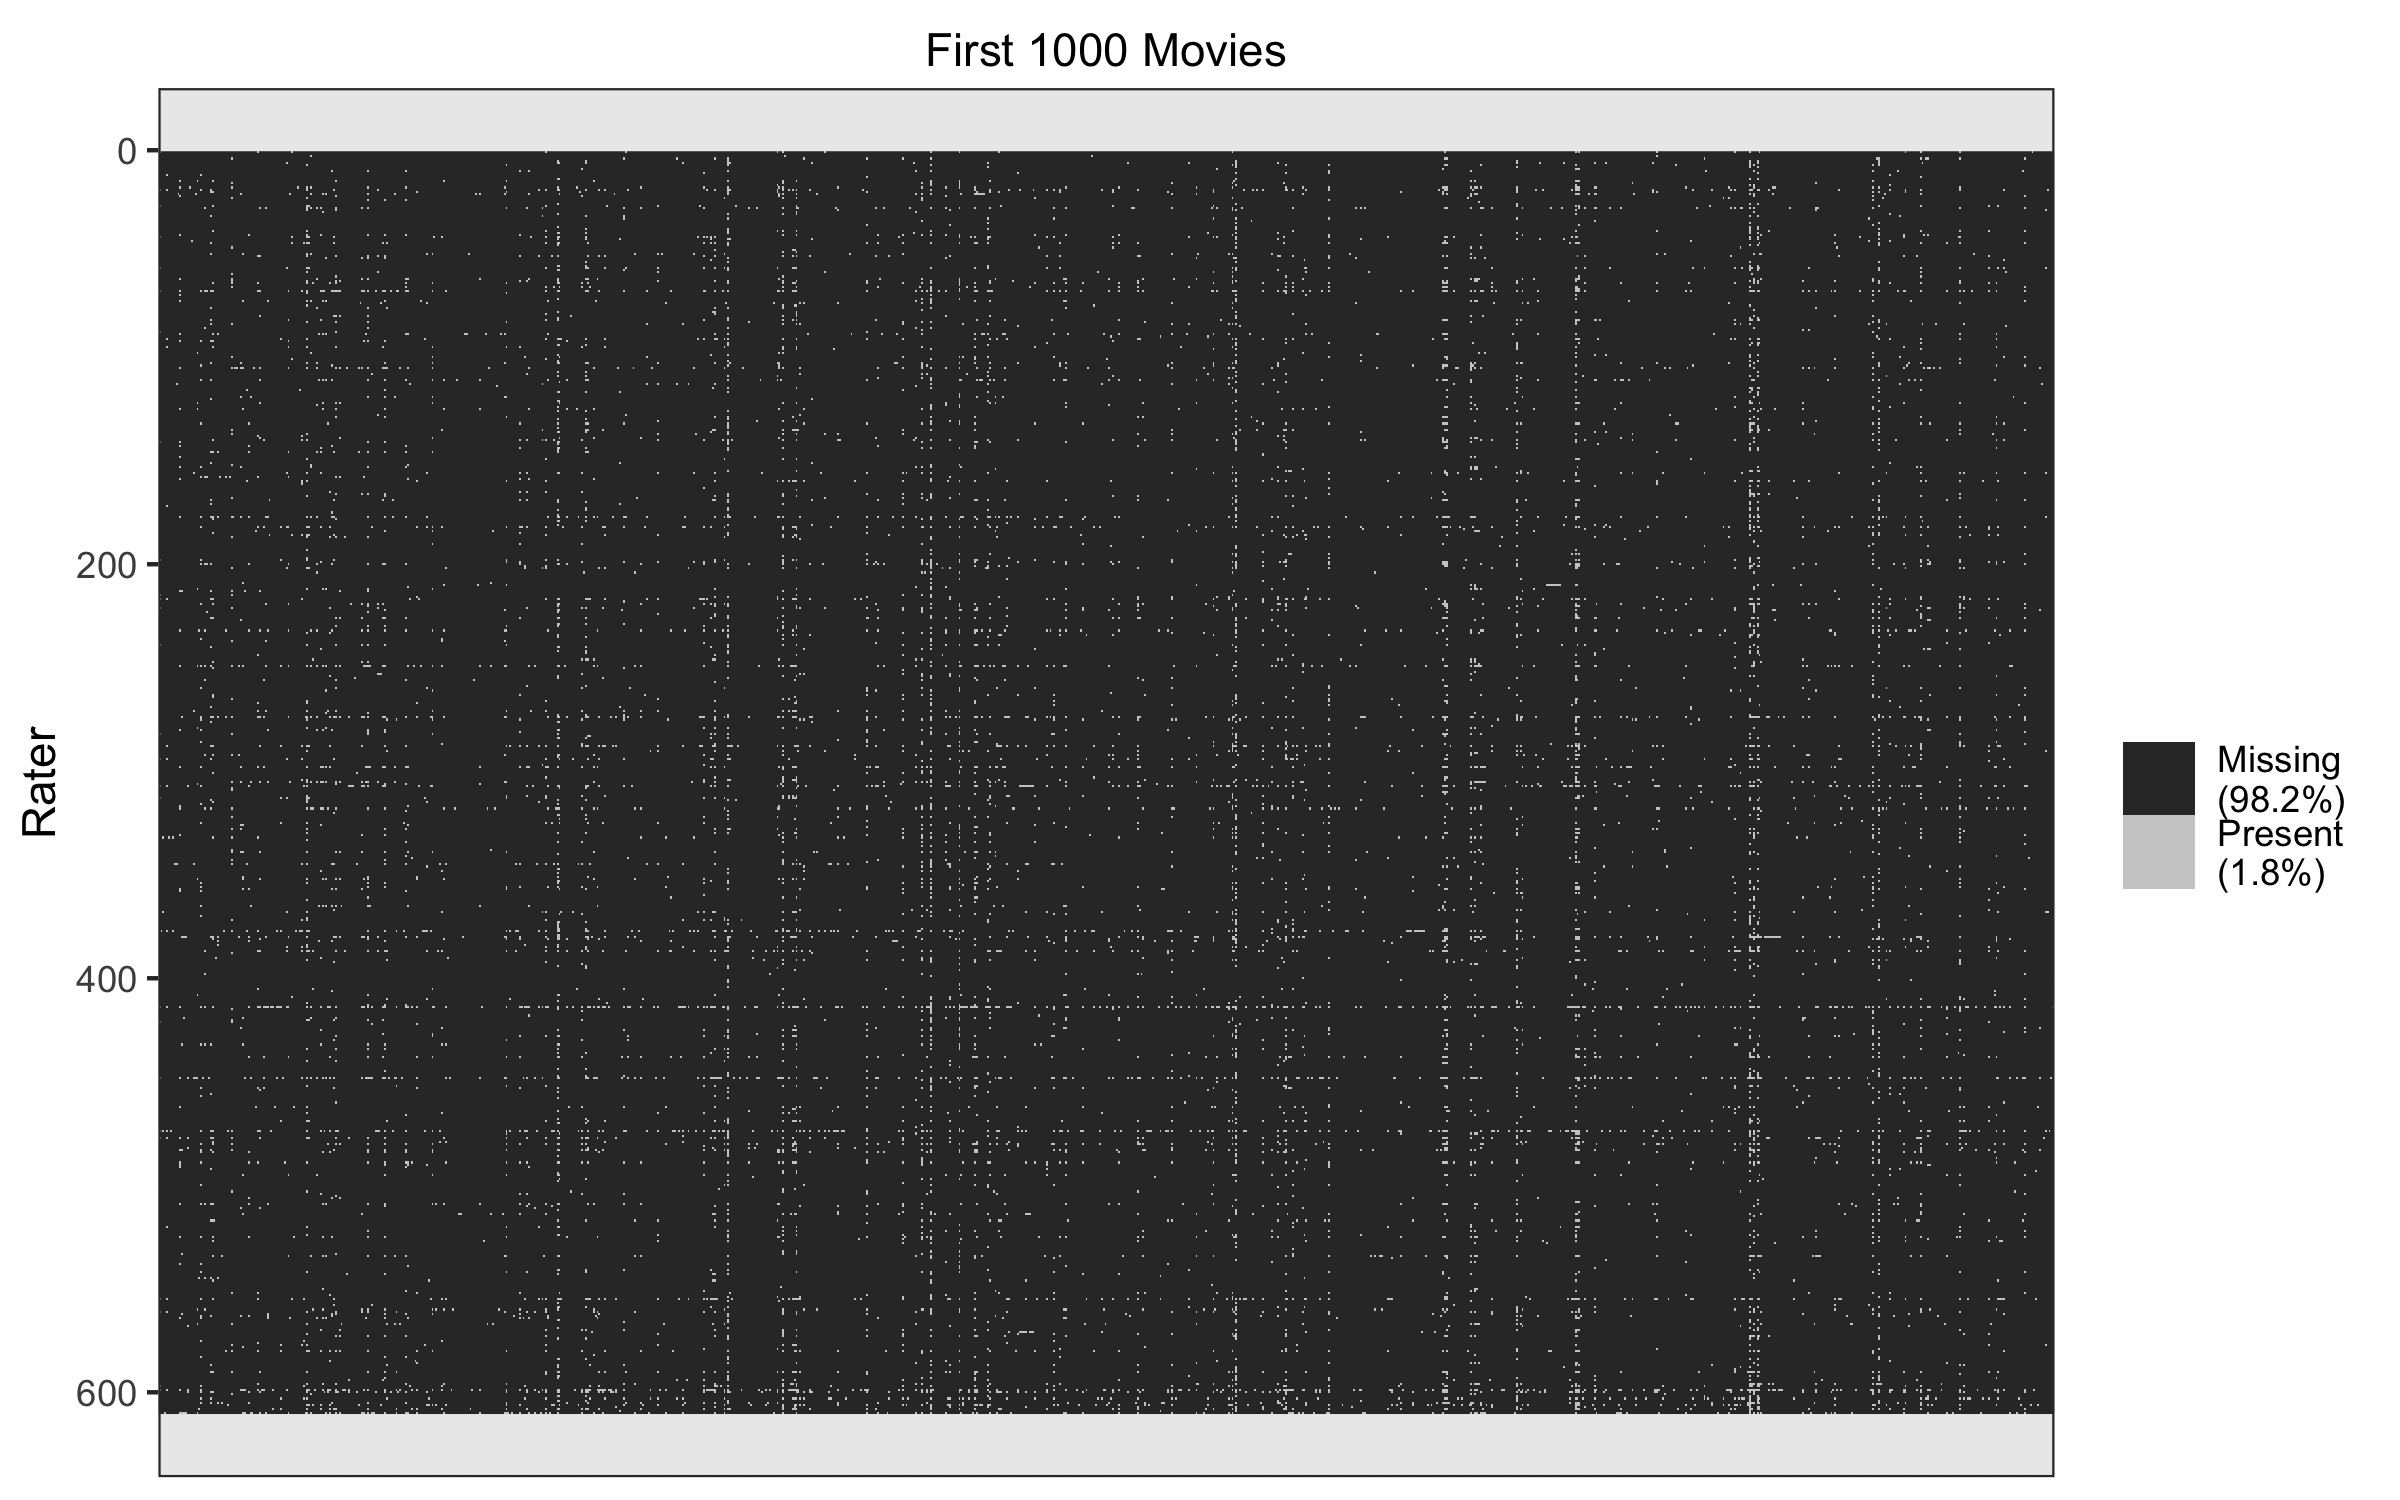 First 1000 Movies
Rater
0
200
400
600
Missing
(98.2%)
Present
(1.8%)